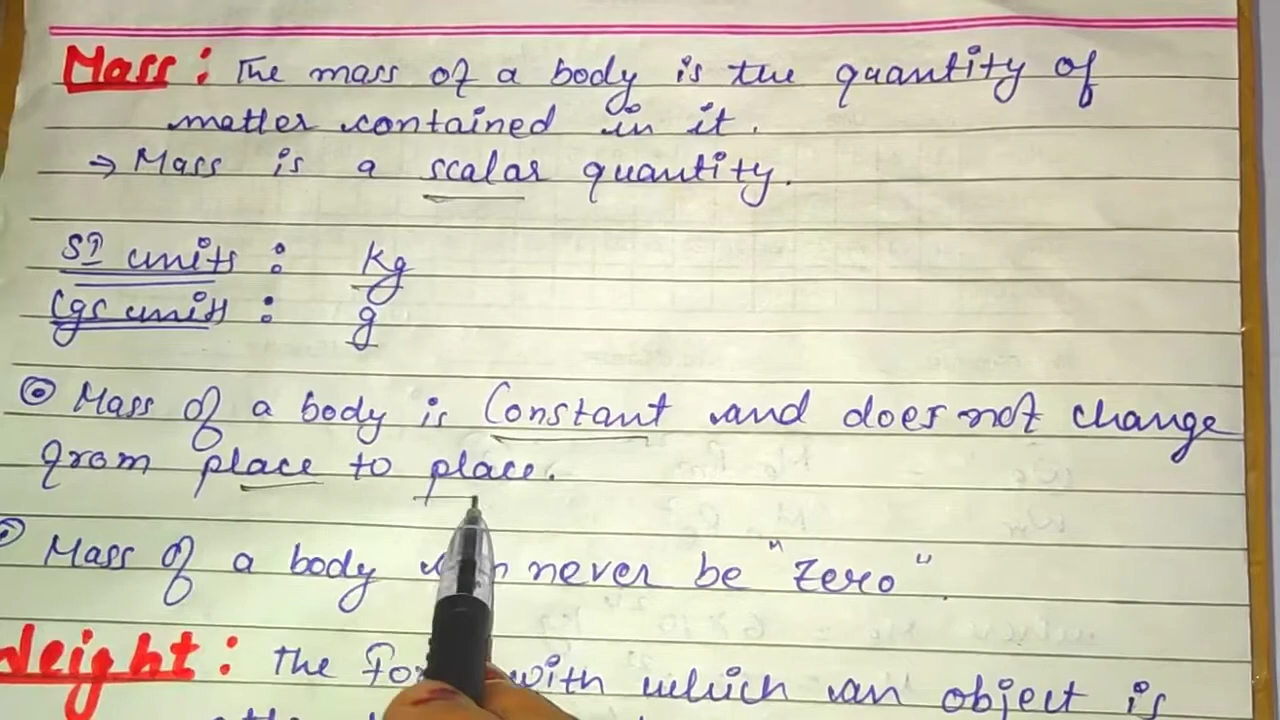 Mass: The mass of a body is the quantity of
matter contained in it.
→ Mass is a scalar quantity.
SI units : kg
Cgs units : g
Mass of a body is Constant and does not change
from place to place.
Mass of a body never be "Zero".
Weight: The with which an object is